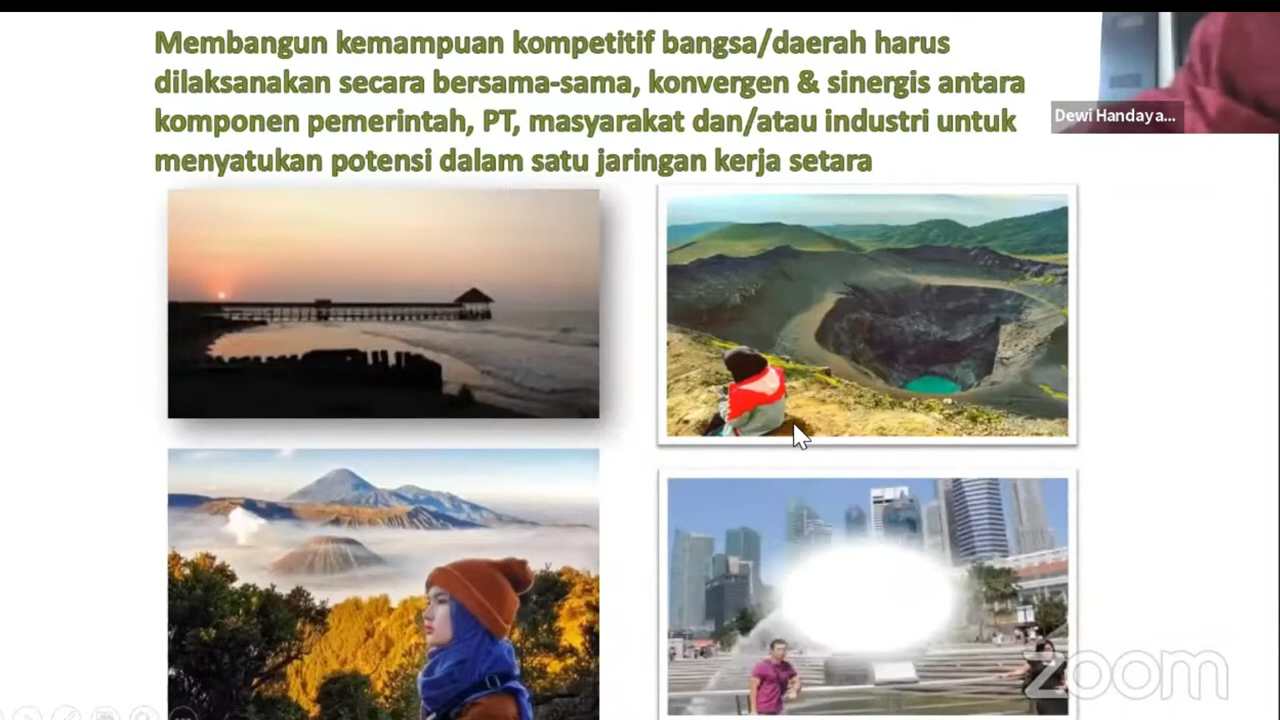 Membangun kemampuan kompetitif bangsa/daerah harus
dilaksanakan secara bersama-sama, konvergen & sinergis antara
komponen pemerintah, PT, masyarakat dan/atau industri untuk
menyatukan potensi dalam satu jaringan kerja setara
Dewi Handaya...
zoom